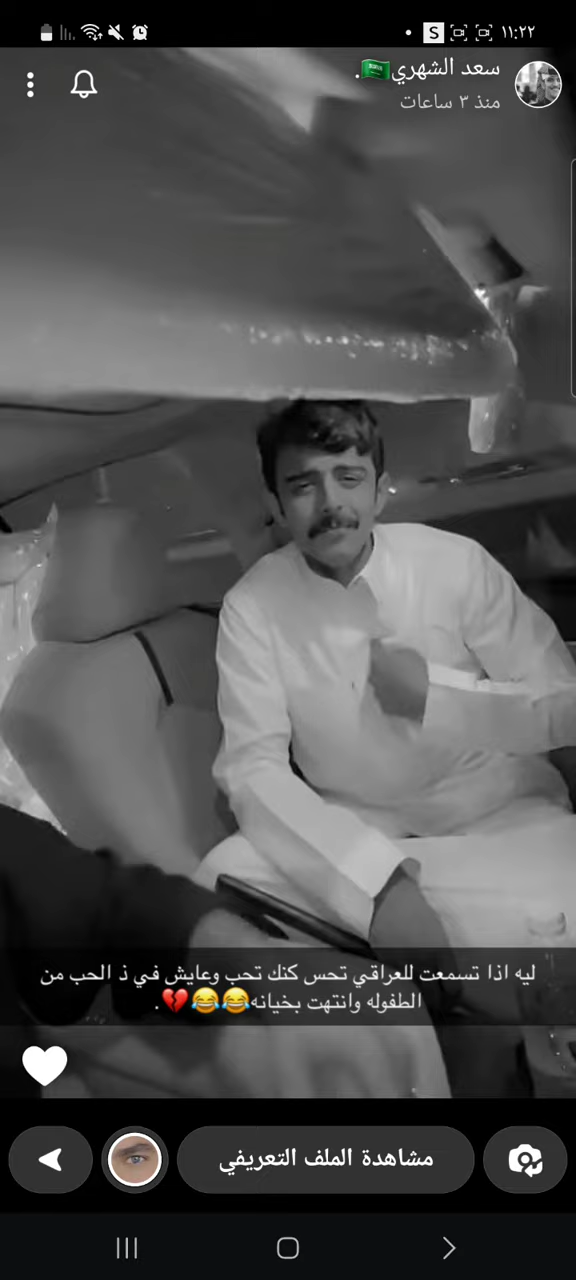 ١١:٢٢
S
سعد الشهري🇸🇦.
منذ ٣ ساعات
ليه اذا تسمعت للعراقي تحس كنك تحب وعايش في ذ الحب من
الطفوله وانتهت بخيانه😂😂💔.
مشاهدة الملف التعريفي